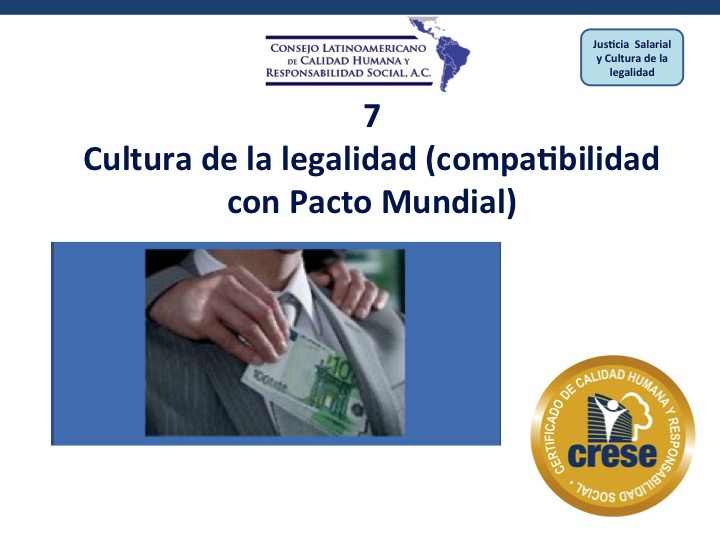 CONSEJO LATINOAMERICANO
DE CALIDAD HUMANA Y
RESPONSABILIDAD SOCIAL, A.C.
Justicia Salarial
y Cultura de la
legalidad
7
Cultura de la legalidad (compatibilidad
con Pacto Mundial)
100
100 EURO
CERTIFICADO DE CALIDAD HUMANA Y RESPONSABILIDAD SOCIAL •
crese